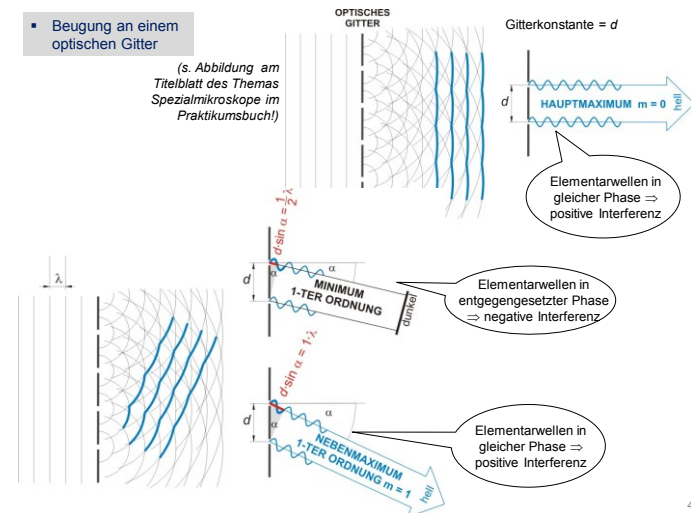 ▪ Beugung an einem
optischen Gitter
(s. Abbildung am
Titelblatt des Themas
Spezialmikroskope im
Praktikumsbuch!)
OPTISCHES
GITTER
Gitterkonstante = d
d
HAUPTMAXIMUM m = 0
hell
Elementarwellen in
gleicher Phase ⇒
positive Interferenz
λ
d·sin α = 1/2 λ
d
α
α
MINIMUM
1-TER ORDNUNG
dunkel
Elementarwellen in
entgegengesetzter Phase
⇒ negative Interferenz
d·sin α = 1·λ
d
α
α
NEBENMAXIMUM
1-TER ORDNUNG m = 1
hell
Elementarwellen in
gleicher Phase ⇒
positive Interferenz
4